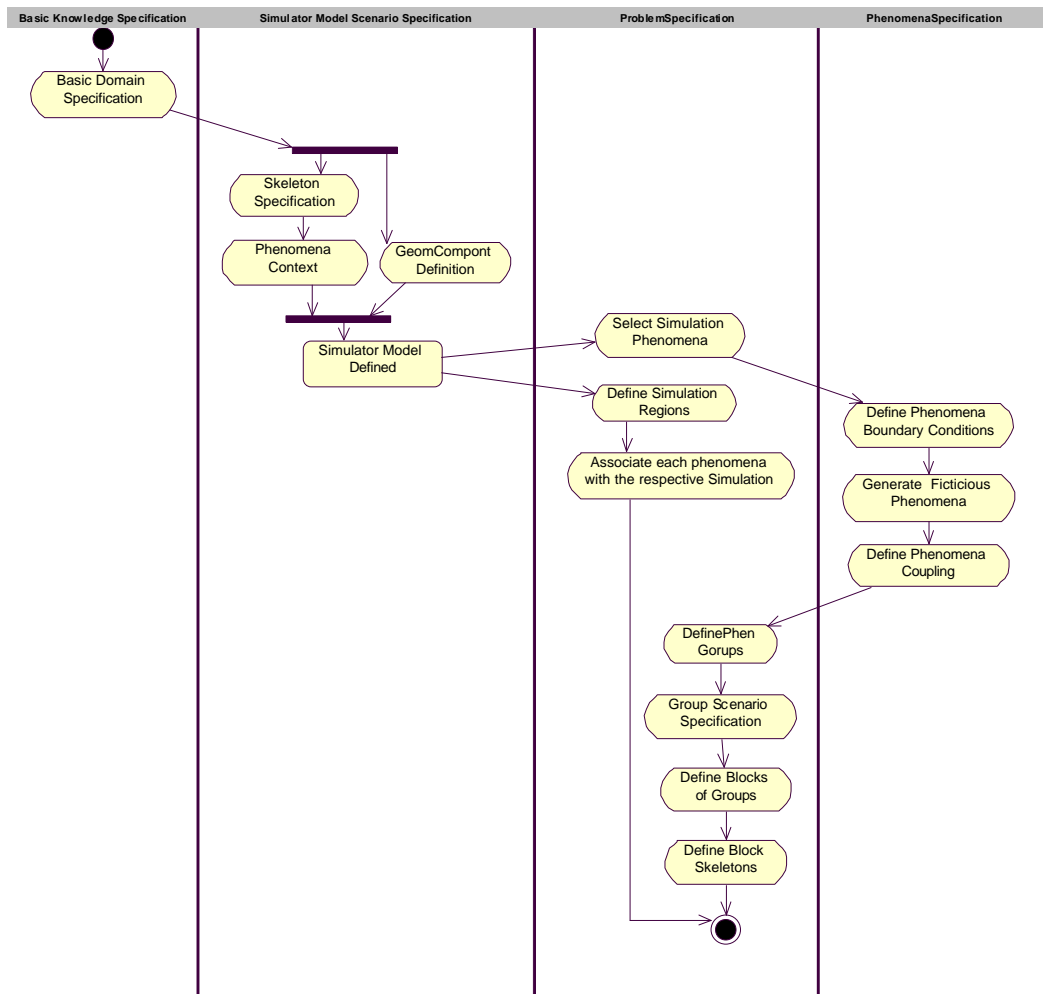 Basic Knowledge Specification
Simulator Model Scenario Specification
ProblemSpecification
PhenomenaSpecification
Basic Domain
Specification
Skeleton
Specification
Phenomena
Context
GeomCompont
Definition
Simulator Model
Defined
Select Simulation
Phenomena
Define Simulation
Regions
Associate each phenomena
with the respective Simulation
Define Phenomena
Boundary Conditions
Generate Ficticious
Phenomena
Define Phenomena
Coupling
DefinePhen
Gorups
Group Scenario
Specification
Define Blocks
of Groups
Define Block
Skeletons